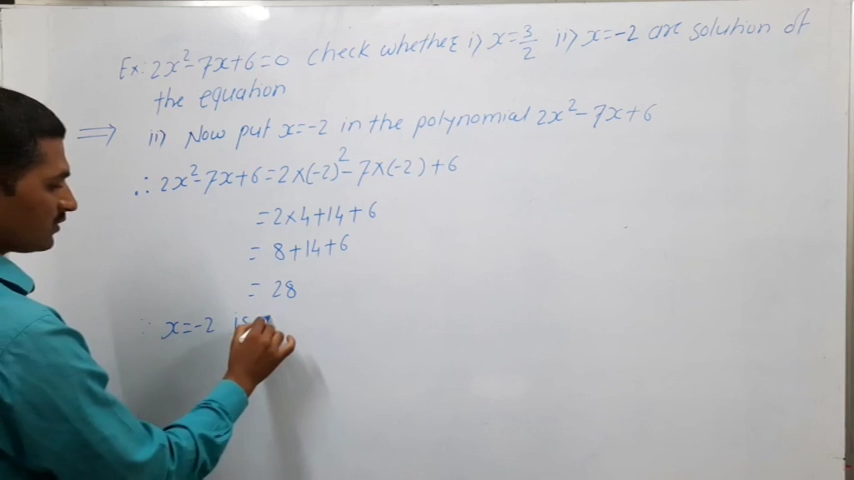 Ex: 2x²-7x+6=0 check whether i) x=3/2 ii) x=-2 are solution of
the equation
⇒ ii) Now put x=-2 in the polynomial 2x²-7x+6
∴ 2x²-7x+6=2×(-2)²-7×(-2)+6
=2×4+14+6
= 8+14+6
= 28
∴ x=-2 is